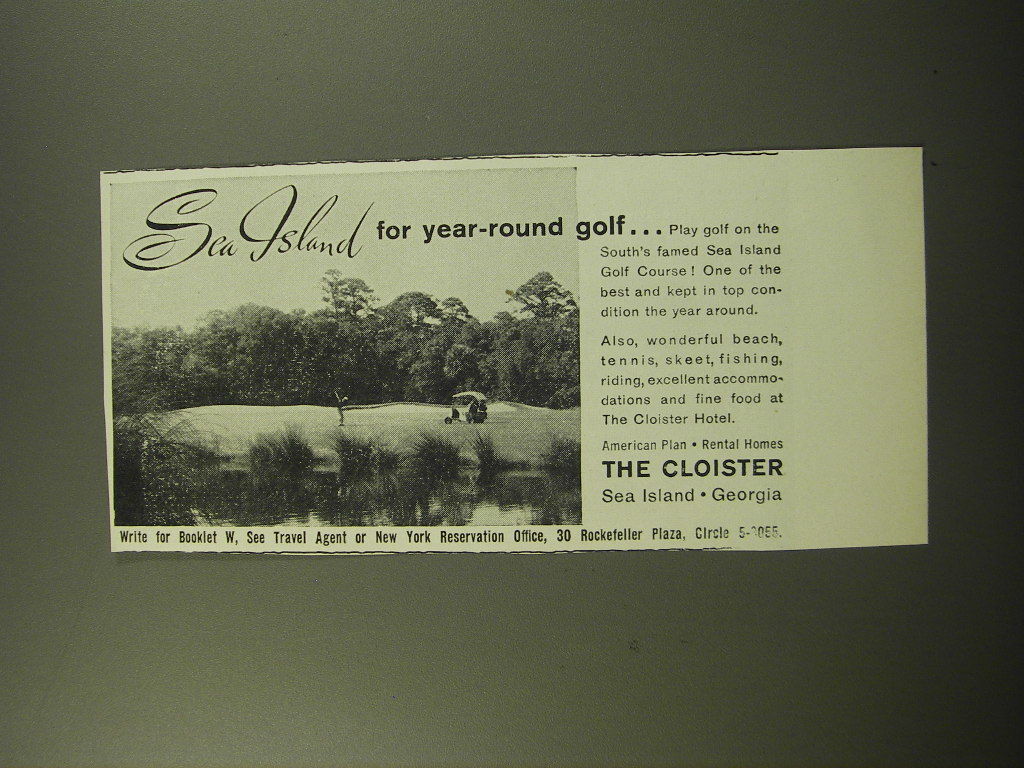 Sea Island for year-round golf... Play golf on the
South's famed Sea Island
Golf Course! One of the
best and kept in top con-
dition the year around.
Also, wonderful beach,
tennis, skeet, fishing,
riding, excellent accommo-
dations and fine food at
The Cloister Hotel.
American Plan • Rental Homes
THE CLOISTER
Sea Island • Georgia
Write for Booklet W, See Travel Agent or New York Reservation Office, 30 Rockefeller Plaza, CIrcle